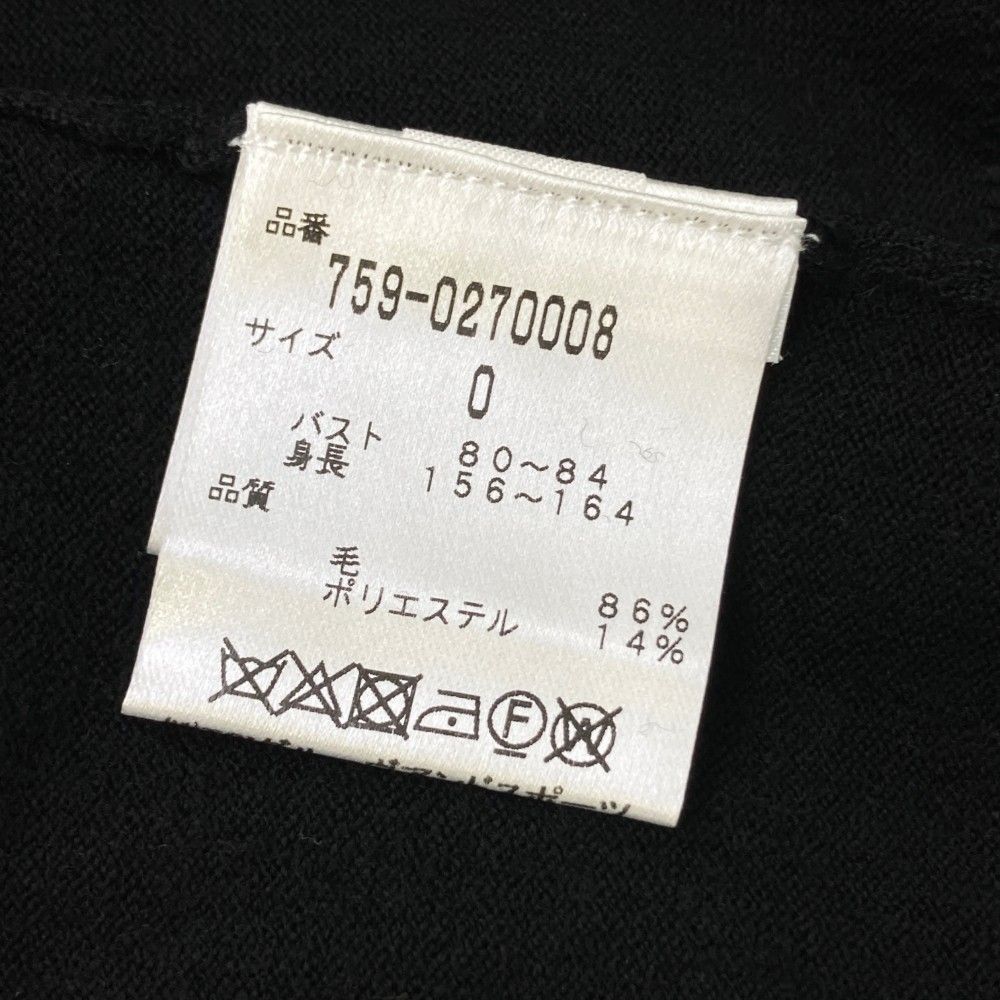 品番
759-0270008
サイズ
0
バスト 80~84
身長 156~164
品質
毛 86%
ポリエステル 14%
F
W